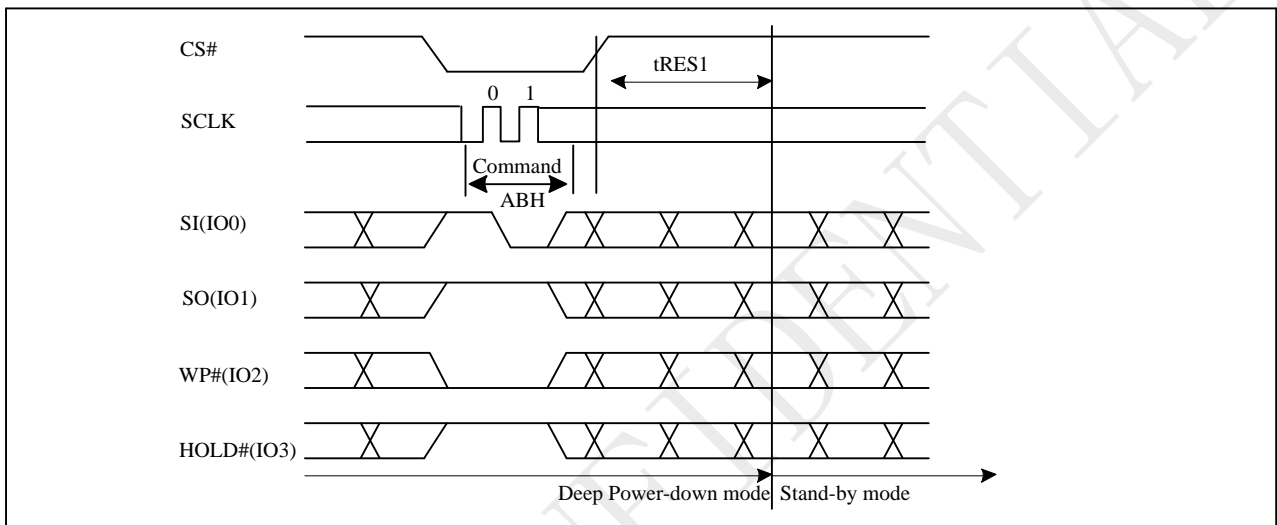 CS#
tRES1
0 1
SCLK
Command
ABH
SI(IO0)
SO(IO1)
WP#(IO2)
HOLD#(IO3)
Deep Power-down mode Stand-by mode
FIDENTIAL